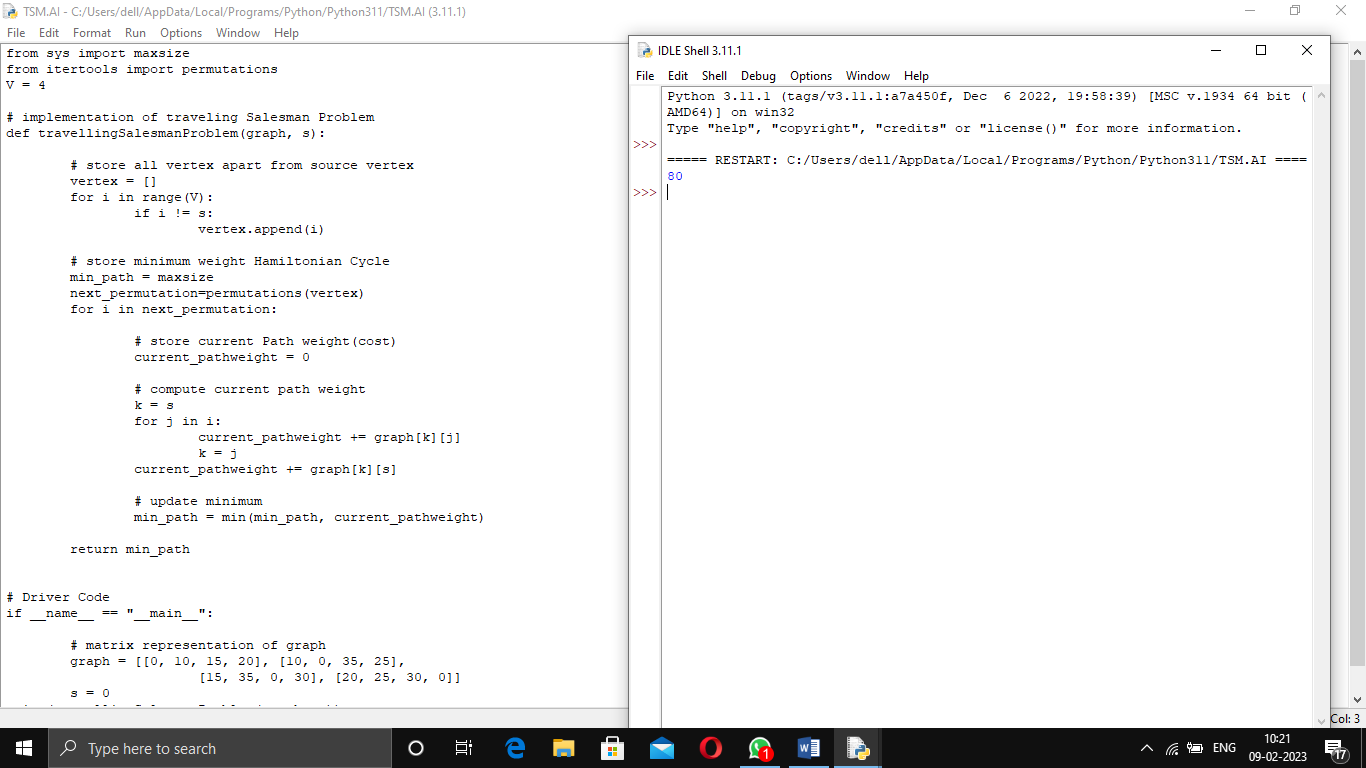 TSM.AI - C:/Users/dell/AppData/Local/Programs/Python/Python311/TSM.AI (3.11.1)
File Edit Format Run Options Window Help
from sys import maxsize
from itertools import permutations
V = 4

# implementation of traveling Salesman Problem
def travellingSalesmanProblem(graph, s):

        # store all vertex apart from source vertex
        vertex = []
        for i in range(V):
                if i != s:
                        vertex.append(i)

        # store minimum weight Hamiltonian Cycle
        min_path = maxsize
        next_permutation=permutations(vertex)
        for i in next_permutation:

                # store current Path weight(cost)
                current_pathweight = 0

                # compute current path weight
                k = s
                for j in i:
                        current_pathweight += graph[k][j]
                        k = j
                current_pathweight += graph[k][s]

                # update minimum
                min_path = min(min_path, current_pathweight)

        return min_path


# Driver Code
if __name__ == "__main__":

        # matrix representation of graph
        graph = [[0, 10, 15, 20], [10, 0, 35, 25],
                        [15, 35, 0, 30], [20, 25, 30, 0]]
        s = 0
Col: 3
IDLE Shell 3.11.1
File Edit Shell Debug Options Window Help
Python 3.11.1 (tags/v3.11.1:a7a450f, Dec  6 2022, 19:58:39) [MSC v.1934 64 bit (
AMD64)] on win32
Type "help", "copyright", "credits" or "license()" for more information.
>>>
===== RESTART: C:/Users/dell/AppData/Local/Programs/Python/Python311/TSM.AI ====
80
>>>
Type here to search
1
ENG
10:21
09-02-2023
17